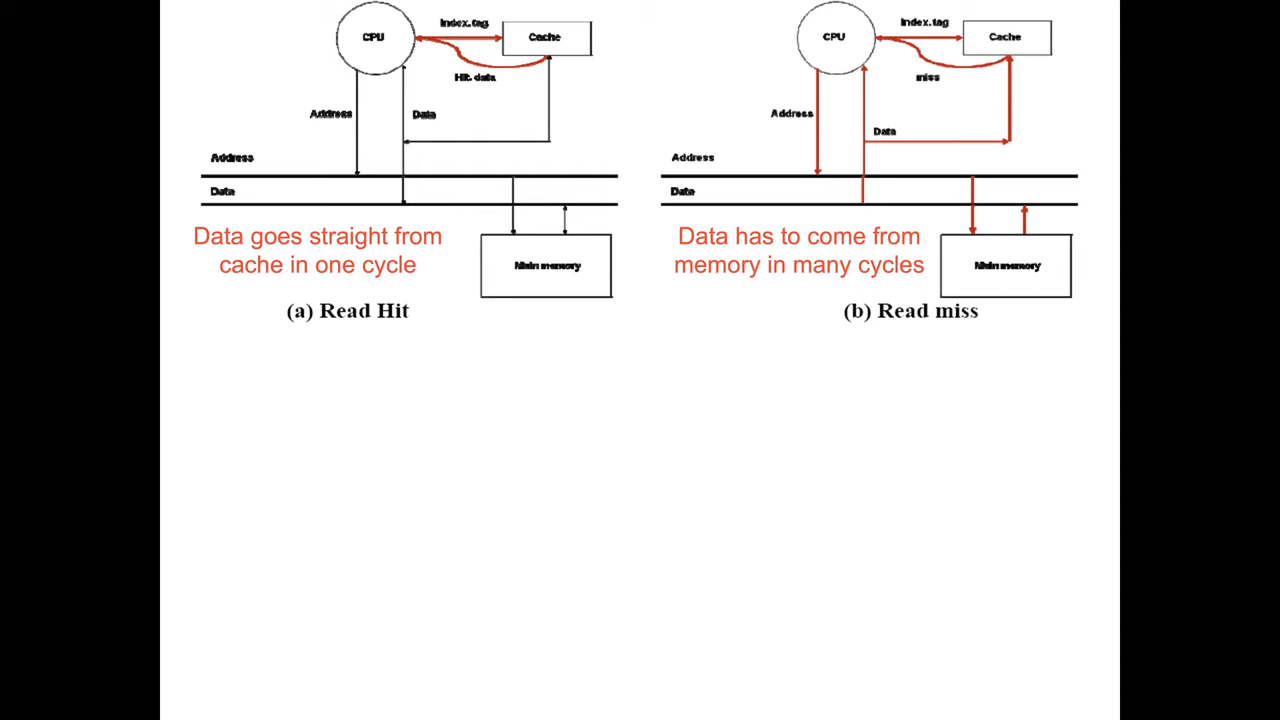 Index.tag
CPU
Cache
Hit. data
Address
Data
Address
Data
Data goes straight from
cache in one cycle
Main memory
(a) Read Hit
Index.tag
CPU
Cache
miss
Address
Data
Address
Data
Data has to come from
memory in many cycles
Main memory
(b) Read miss